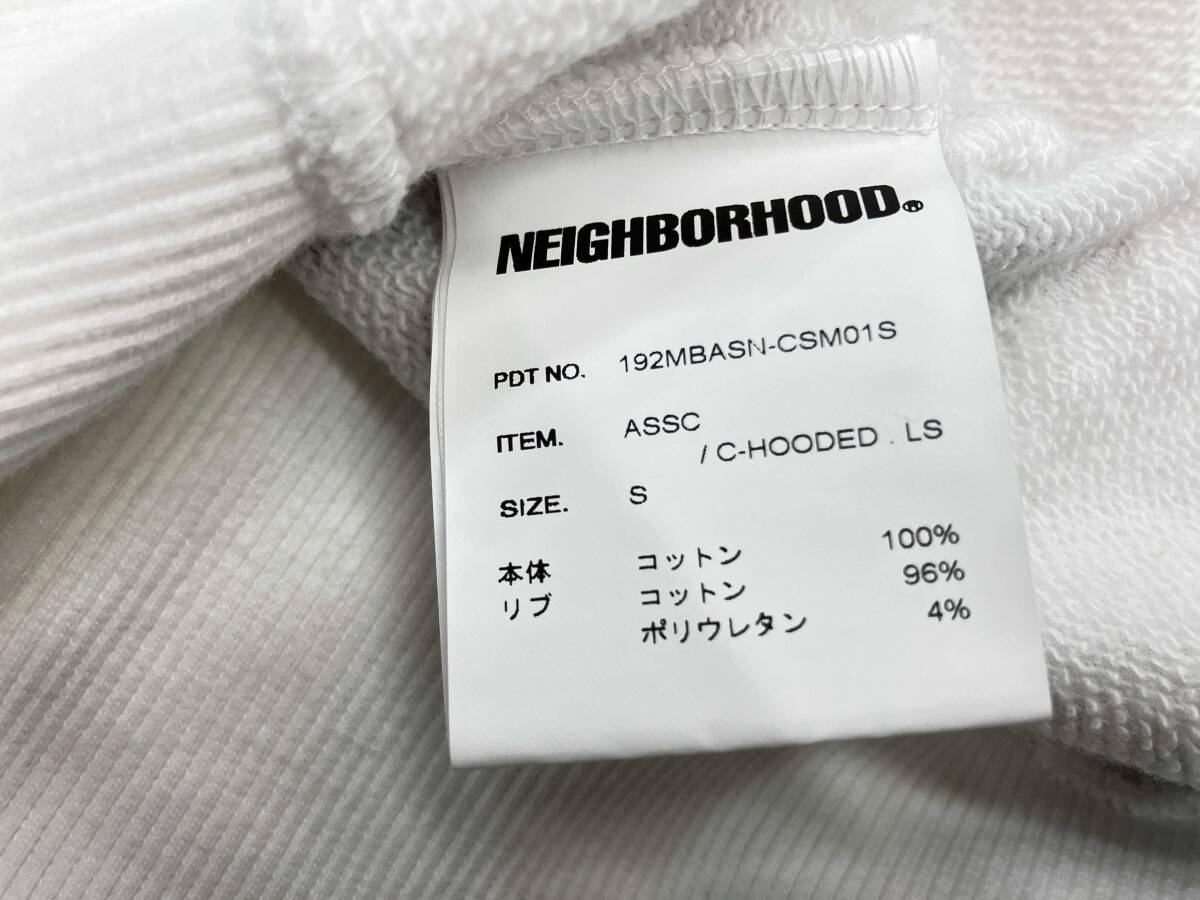 NEIGHBORHOOD®
PDT NO. 192MBASN-CSM01S
ITEM. ASSC
/ C-HOODED . LS
SIZE. S
本体 コットン 100%
リブ コットン 96%
ポリウレタン 4%